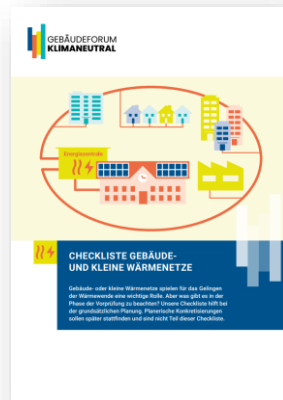 GEBÄUDEFORUM
KLIMANEUTRAL
Energiezentrale
CHECKLISTE GEBÄUDE-
UND KLEINE WÄRMENETZE
Gebäude- oder kleine Wärmenetze spielen für das Gelingen
der Wärmewende eine wichtige Rolle. Aber was gibt es in der
Phase der Vorprüfung zu beachten? Unsere Checkliste hilft bei
der grundsätzlichen Planung. Planerische Konkretisierungen
sollen später stattfinden und sind nicht Teil dieser Checkliste.